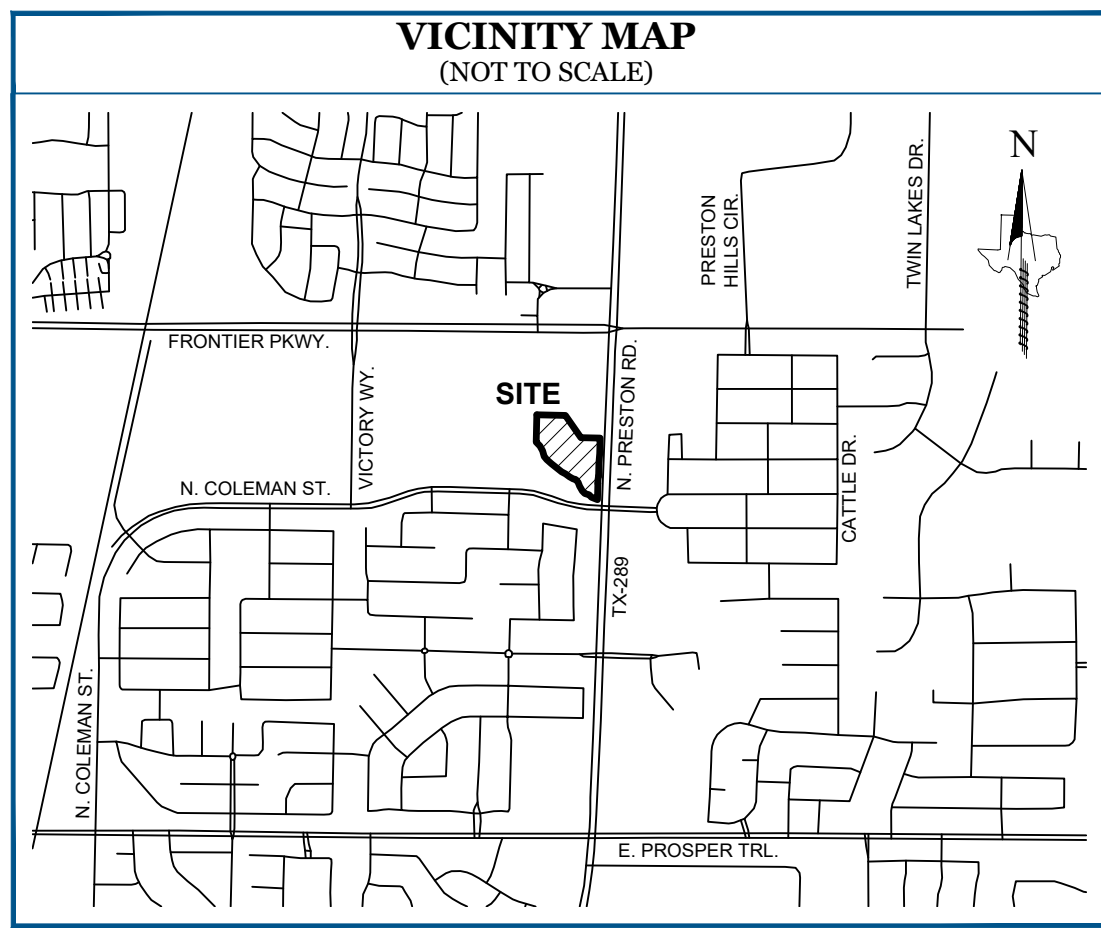 VICINITY MAP
(NOT TO SCALE)
N
PRESTON
HILLS CIR.
TWIN LAKES DR.
FRONTIER PKWY.
SITE
VICTORY WY.
N. PRESTON RD.
N. COLEMAN ST.
CATTLE DR.
TX-289
N. COLEMAN ST.
E. PROSPER TRL.